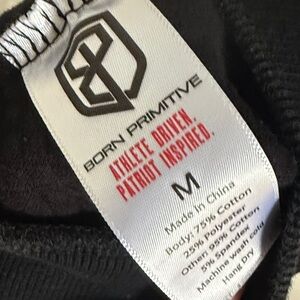 BORN PRIMITIVE
ATHLETE DRIVEN.
PATRIOT INSPIRED.
M
Made in China
Body: 75% Cotton
25% Polyester
Other: 95% Cotton
5% Spandex
Machine wash cold
Hang Dry